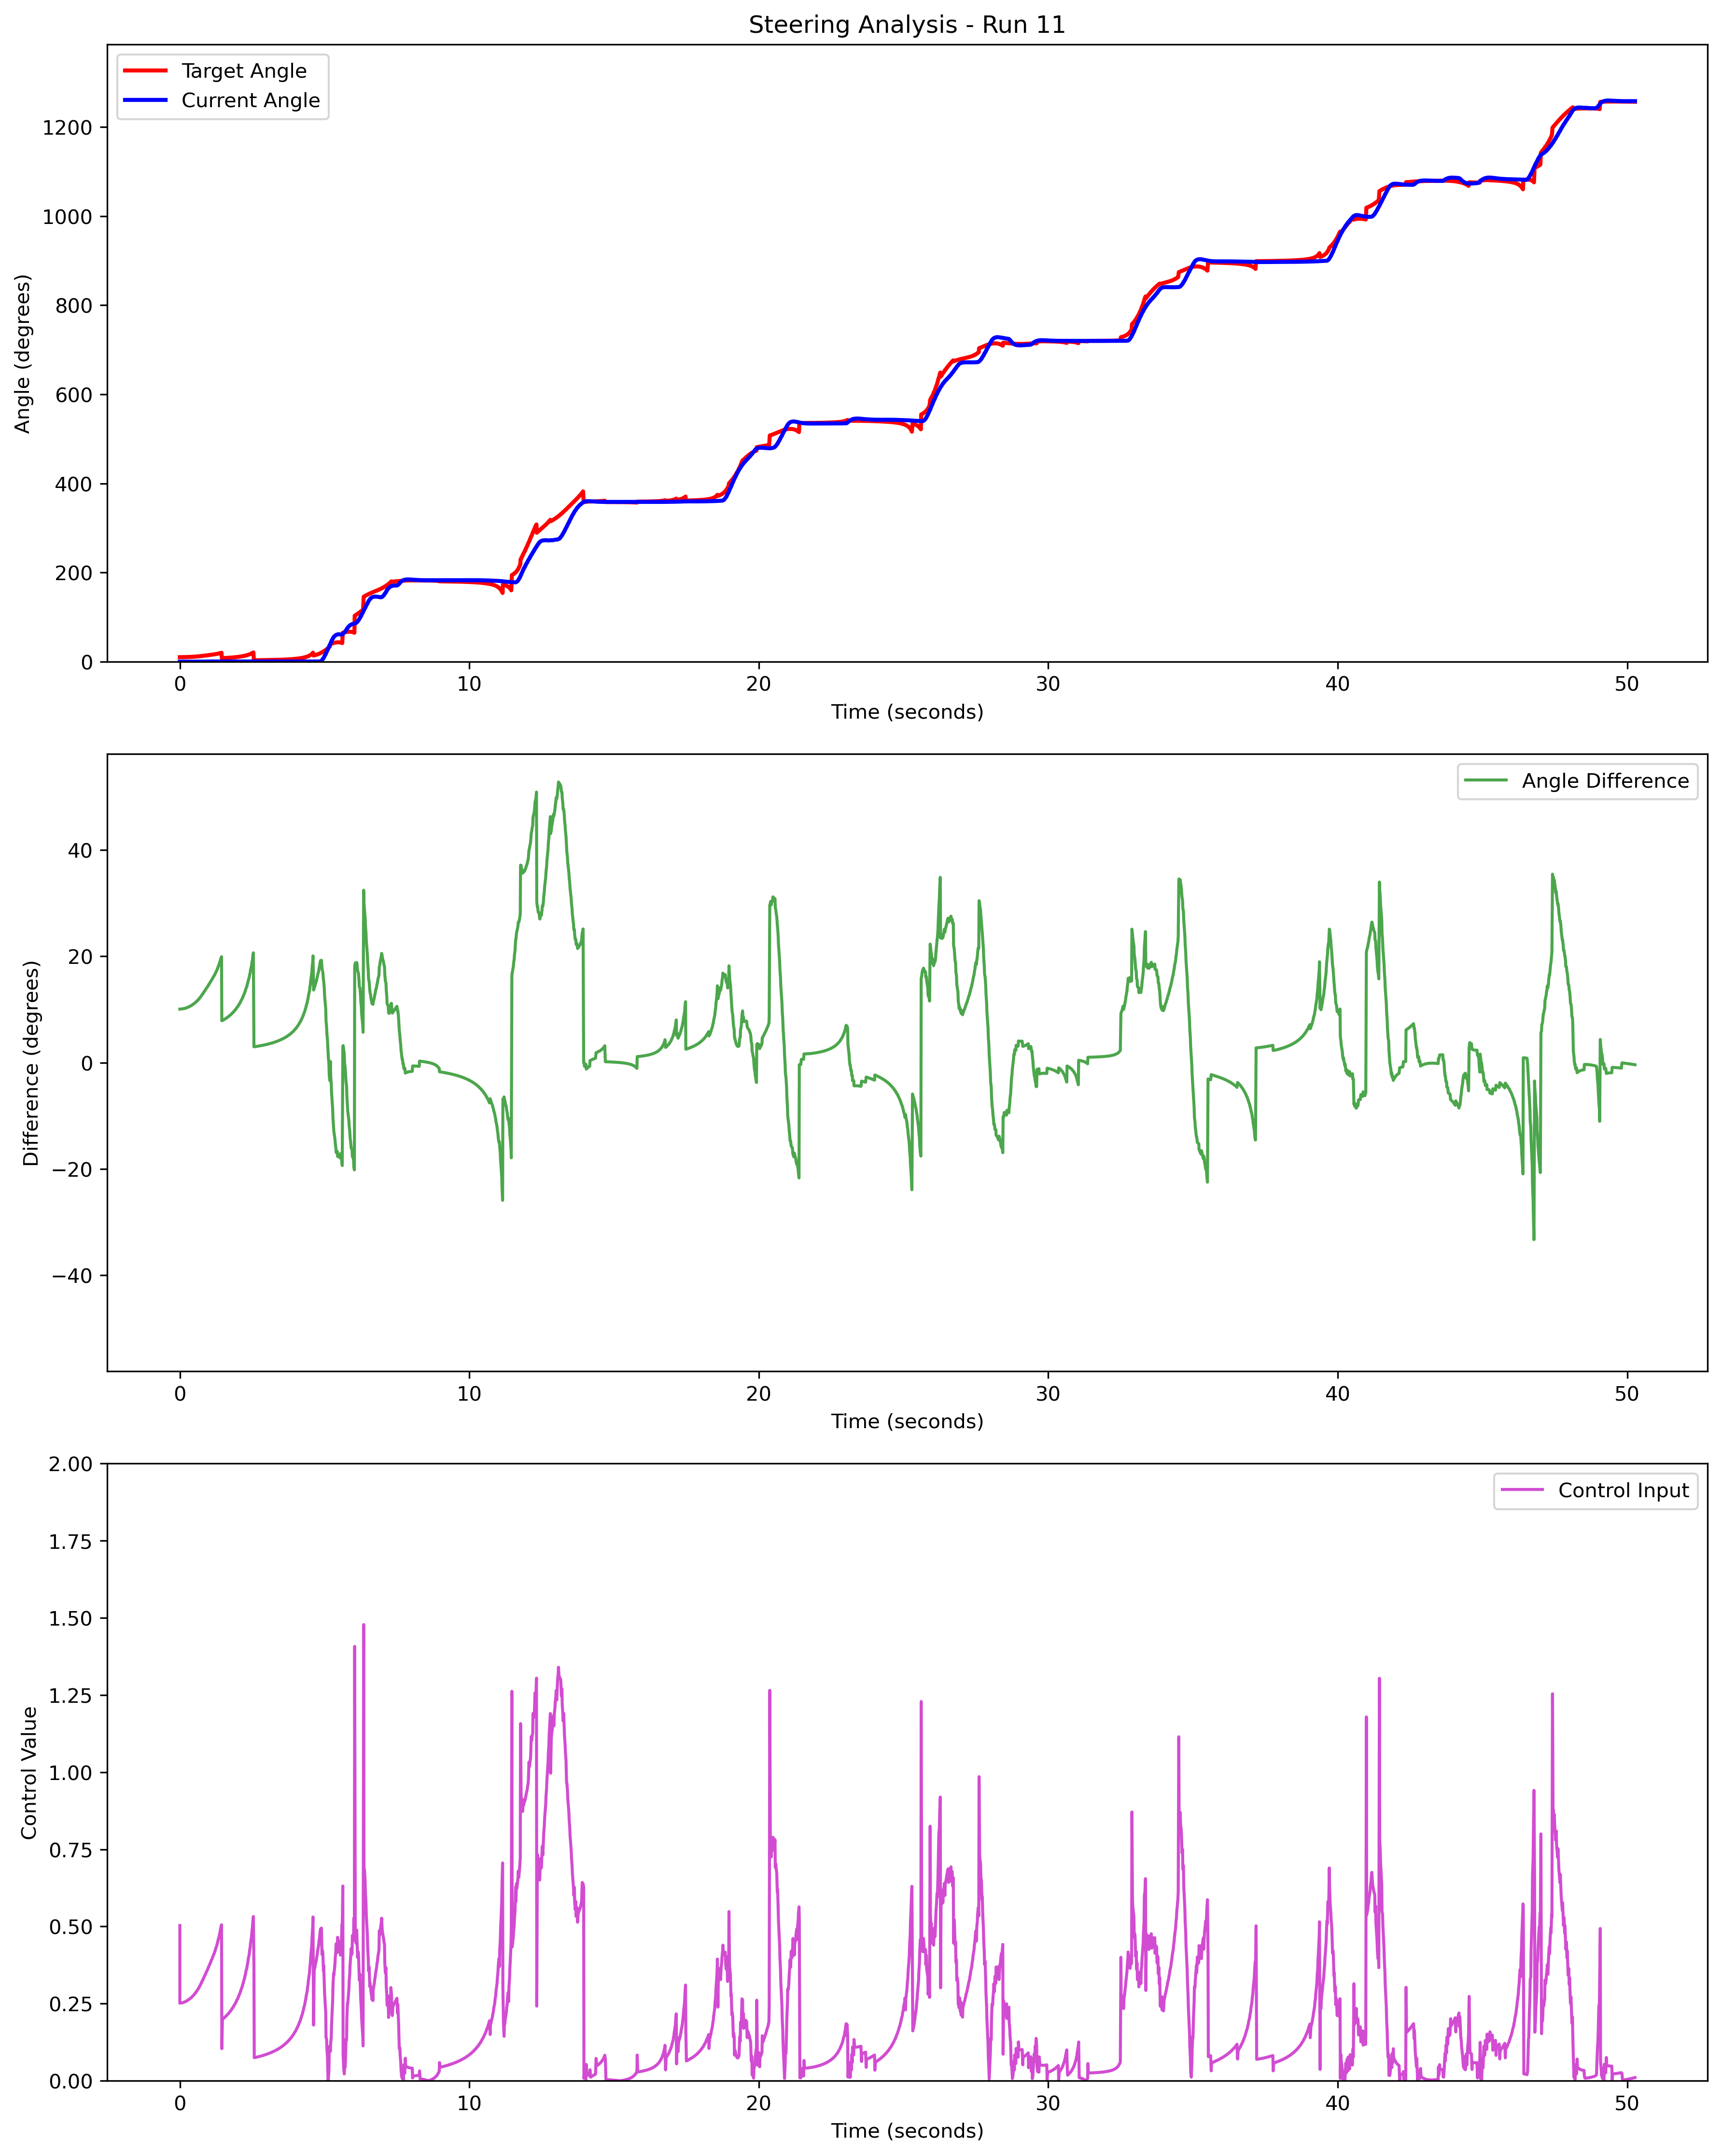 Steering Analysis - Run 11
Target Angle
Current Angle
Angle (degrees)
1200
1000
800
600
400
200
0
0 10 20 30 40 50
Time (seconds)
Angle Difference
Difference (degrees)
40
20
0
−20
−40
0 10 20 30 40 50
Time (seconds)
Control Input
Control Value
2.00
1.75
1.50
1.25
1.00
0.75
0.50
0.25
0.00
0 10 20 30 40 50
Time (seconds)